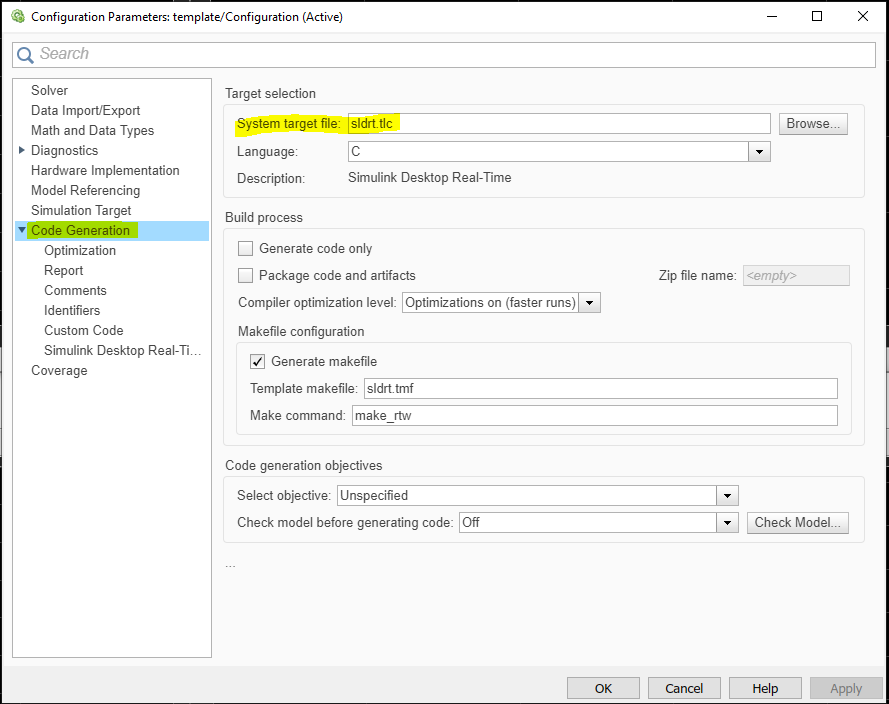 Configuration Parameters: template/Configuration (Active)
Search
Solver
Data Import/Export
Math and Data Types
Diagnostics
Hardware Implementation
Model Referencing
Simulation Target
Code Generation
Optimization
Report
Comments
Identifiers
Custom Code
Simulink Desktop Real-Ti...
Coverage
Target selection
System target file: sldrt.tlc Browse...
Language: C
Description: Simulink Desktop Real-Time
Build process
Generate code only
Package code and artifacts Zip file name: <empty>
Compiler optimization level: Optimizations on (faster runs)
Makefile configuration
Generate makefile
Template makefile: sldrt.tmf
Make command: make_rtw
Code generation objectives
Select objective: Unspecified
Check model before generating code: Off Check Model...
...
OK Cancel Help Apply